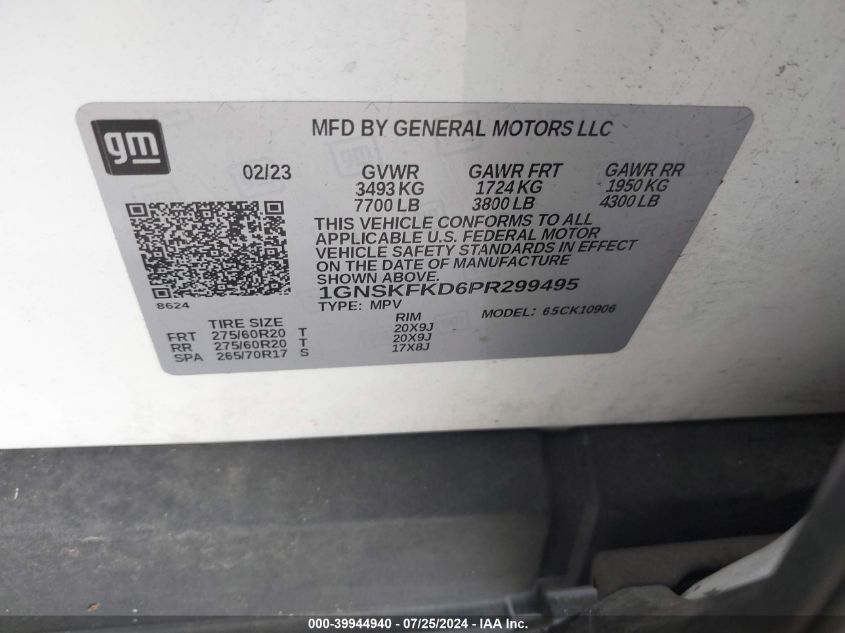 gm
MFD BY GENERAL MOTORS LLC
02/23 GVWR GAWR FRT GAWR RR
3493 KG 1724 KG 1950 KG
7700 LB 3800 LB 4300 LB
THIS VEHICLE CONFORMS TO ALL
APPLICABLE U.S. FEDERAL MOTOR
VEHICLE SAFETY STANDARDS IN EFFECT
ON THE DATE OF MANUFACTURE
SHOWN ABOVE.
1GNSKFKD6PR299495
8624
TYPE: MPV MODEL: 65CK10906
TIRE SIZE RIM
FRT 275/60R20 T 20X9J
RR 275/60R20 T 20X9J
SPA 265/70R17 S 17X8J
000-39944940 - 07/25/2024 - IAA Inc.